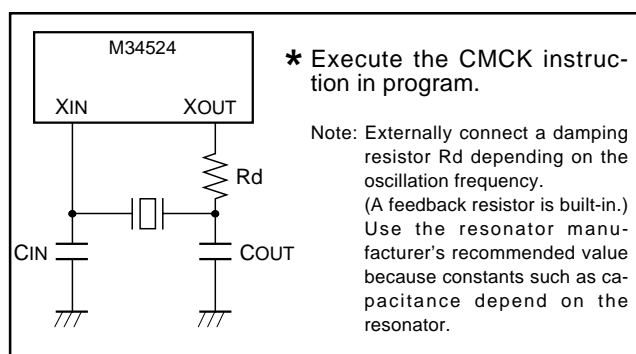 M34524
XIN XOUT
Rd
CIN COUT
* Execute the CMCK instruc-
tion in program.
Note: Externally connect a damping
resistor Rd depending on the
oscillation frequency.
(A feedback resistor is built-in.)
Use the resonator manu-
facturer's recommended value
because constants such as ca-
pacitance depend on the
resonator.